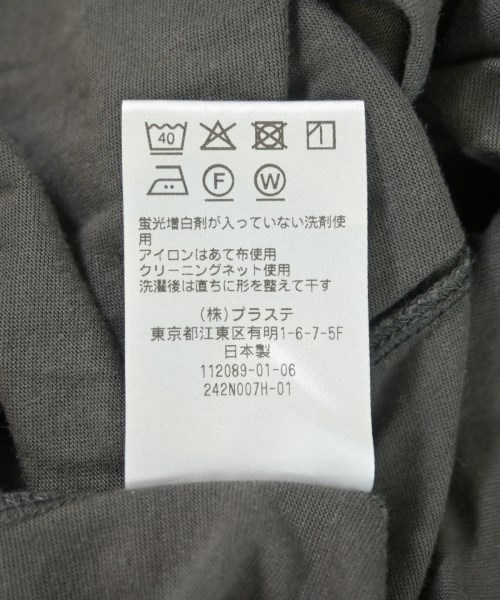 40
F W
蛍光増白剤が入っていない洗剤使
用
アイロンはあて布使用
クリーニングネット使用
洗濯後は直ちに形を整えて干す
(株)プラステ
東京都江東区有明1-6-7-5F
日本製
112089-01-06
242N007H-01